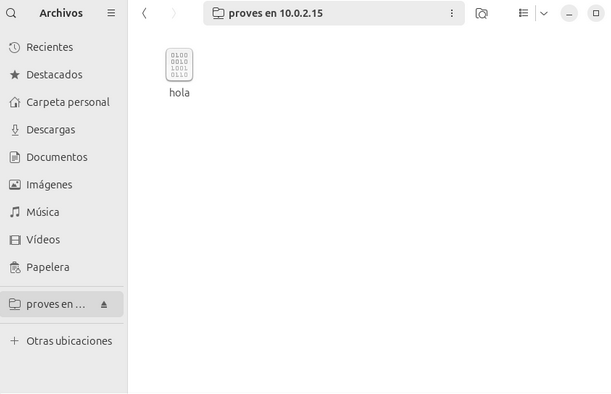 Archivos
proves en 10.0.2.15
Recientes
Destacados
Carpeta personal
Descargas
Documentos
Imágenes
Música
Vídeos
Papelera
proves en ...
Otras ubicaciones
0100
0010
1001
0110
hola